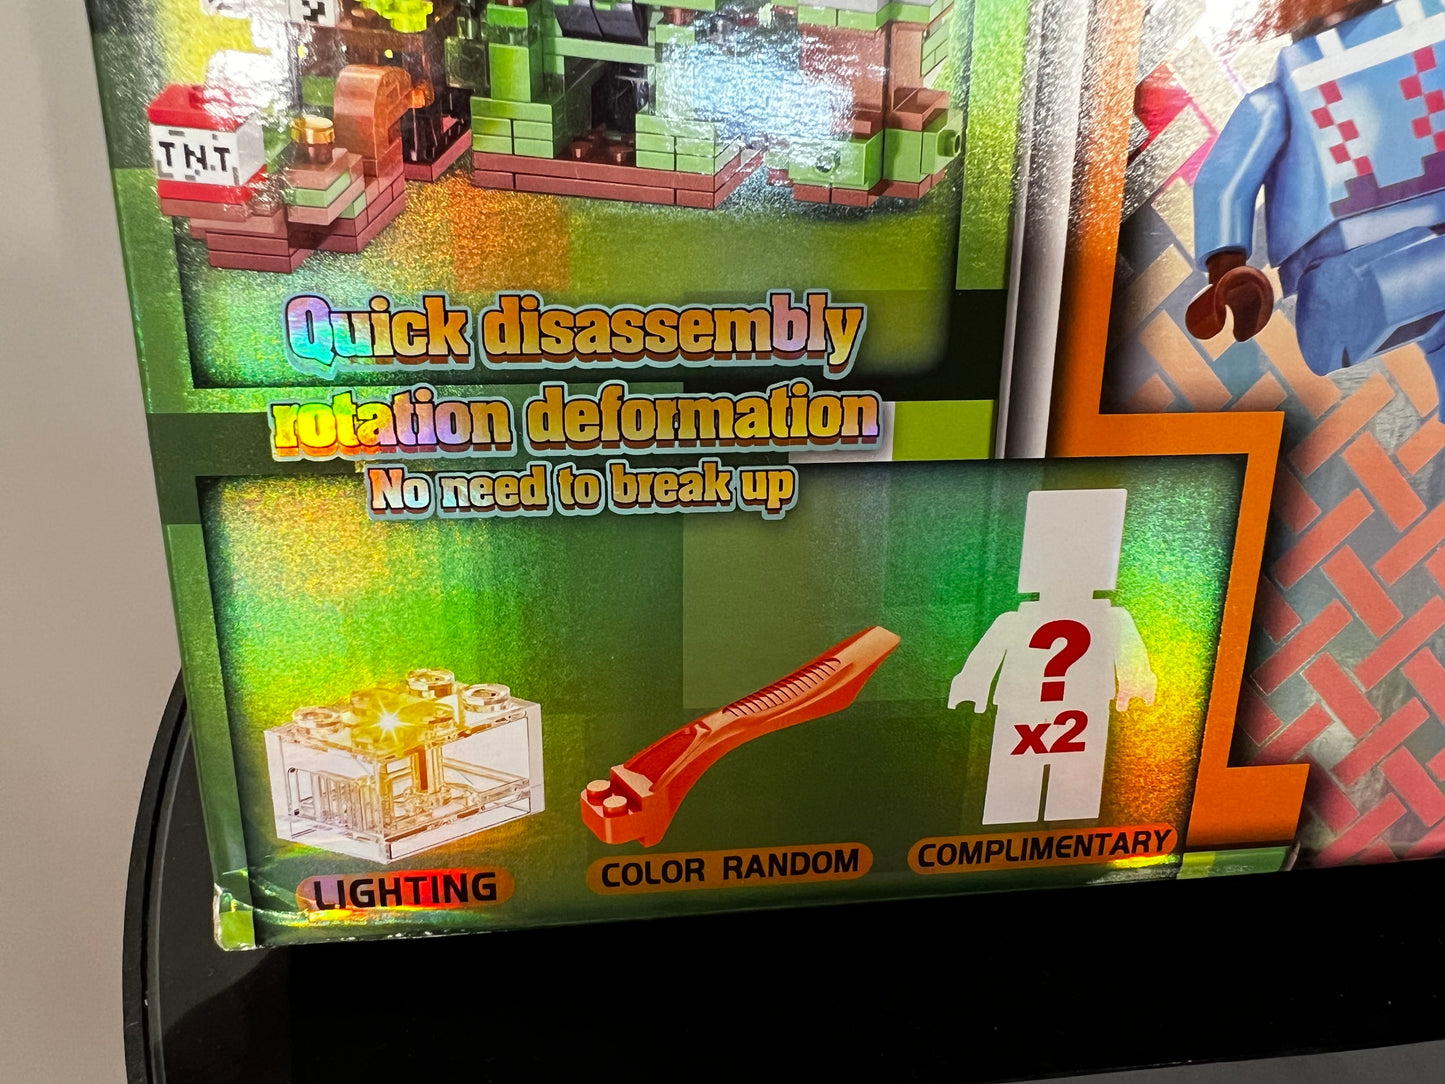 TNT
Quick disassembly
rotation deformation
No need to break up
?
x2
LIGHTING
COLOR RANDOM
COMPLIMENTARY